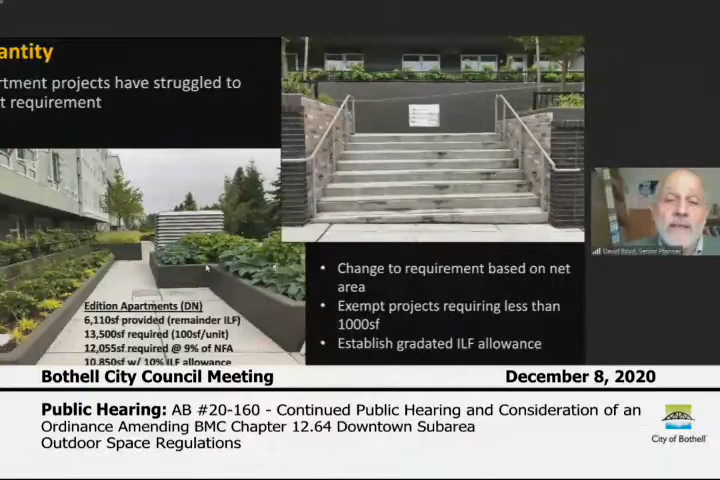 antity
rtment projects have struggled to
t requirement
Edition Apartments (DN)
6,110sf provided (remainder ILF)
13,500sf required (100sf/unit)
12,055sf required @ 9% of NFA
10,850sf w/ 10% ILF allowance
• Change to requirement based on net
area
• Exempt projects requiring less than
1000sf
• Establish gradated ILF allowance
David Boyd, Senior Planner
Bothell City Council Meeting
December 8, 2020
Public Hearing: AB #20-160 - Continued Public Hearing and Consideration of an
Ordinance Amending BMC Chapter 12.64 Downtown Subarea
Outdoor Space Regulations
City of Bothell